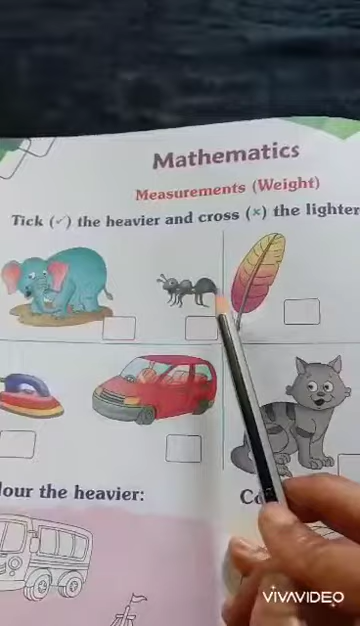 Mathematics
Measurements (Weight)
Tick (✓) the heavier and cross (×) the lighter
lour the heavier:
VIVAVIDEO